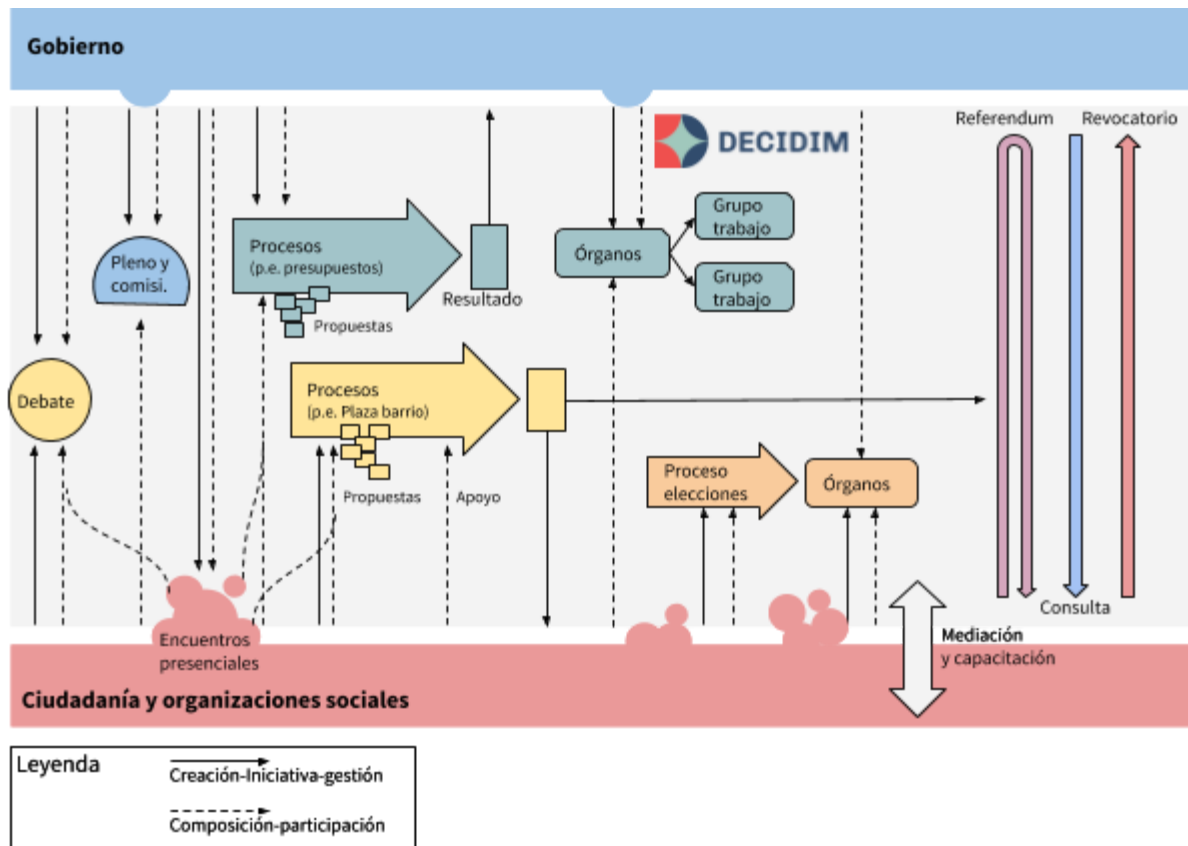 Gobierno
DECIDIM
Referendum
Revocatorio
Pleno y
comisi.
Procesos
(p.e. presupuestos)
Resultado
Propuestas
Órganos
Grupo
trabajo
Grupo
trabajo
Debate
Procesos
(p.e. Plaza barrio)
Propuestas
Apoyo
Proceso
elecciones
Órganos
Consulta
Encuentros
presenciales
Mediación
y capacitación
Ciudadanía y organizaciones sociales
Leyenda
Creación-Iniciativa-gestión
Composición-participación